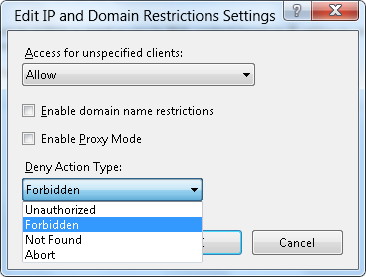 Edit IP and Domain Restrictions Settings
Access for unspecified clients:
Allow
Enable domain name restrictions
Enable Proxy Mode
Deny Action Type:
Forbidden
Unauthorized
Forbidden
Not Found
Abort
Cancel